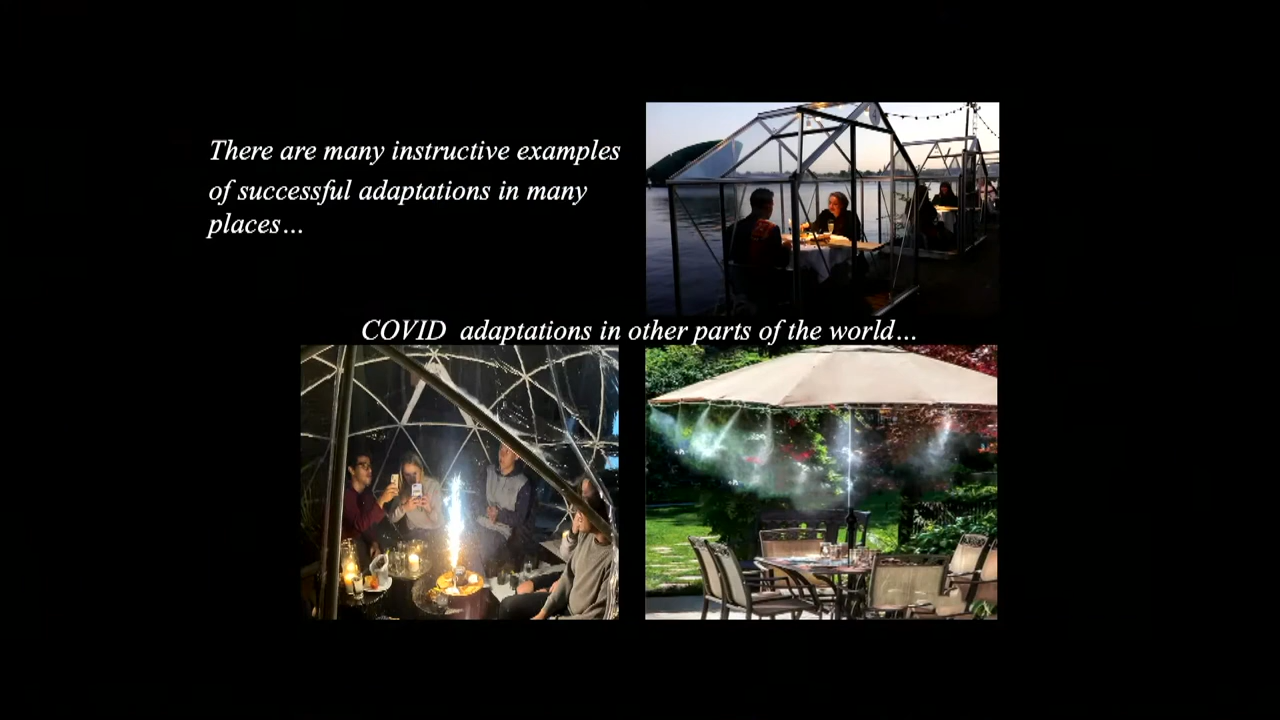 There are many instructive examples
of successful adaptations in many
places…
COVID  adaptations in other parts of the world…